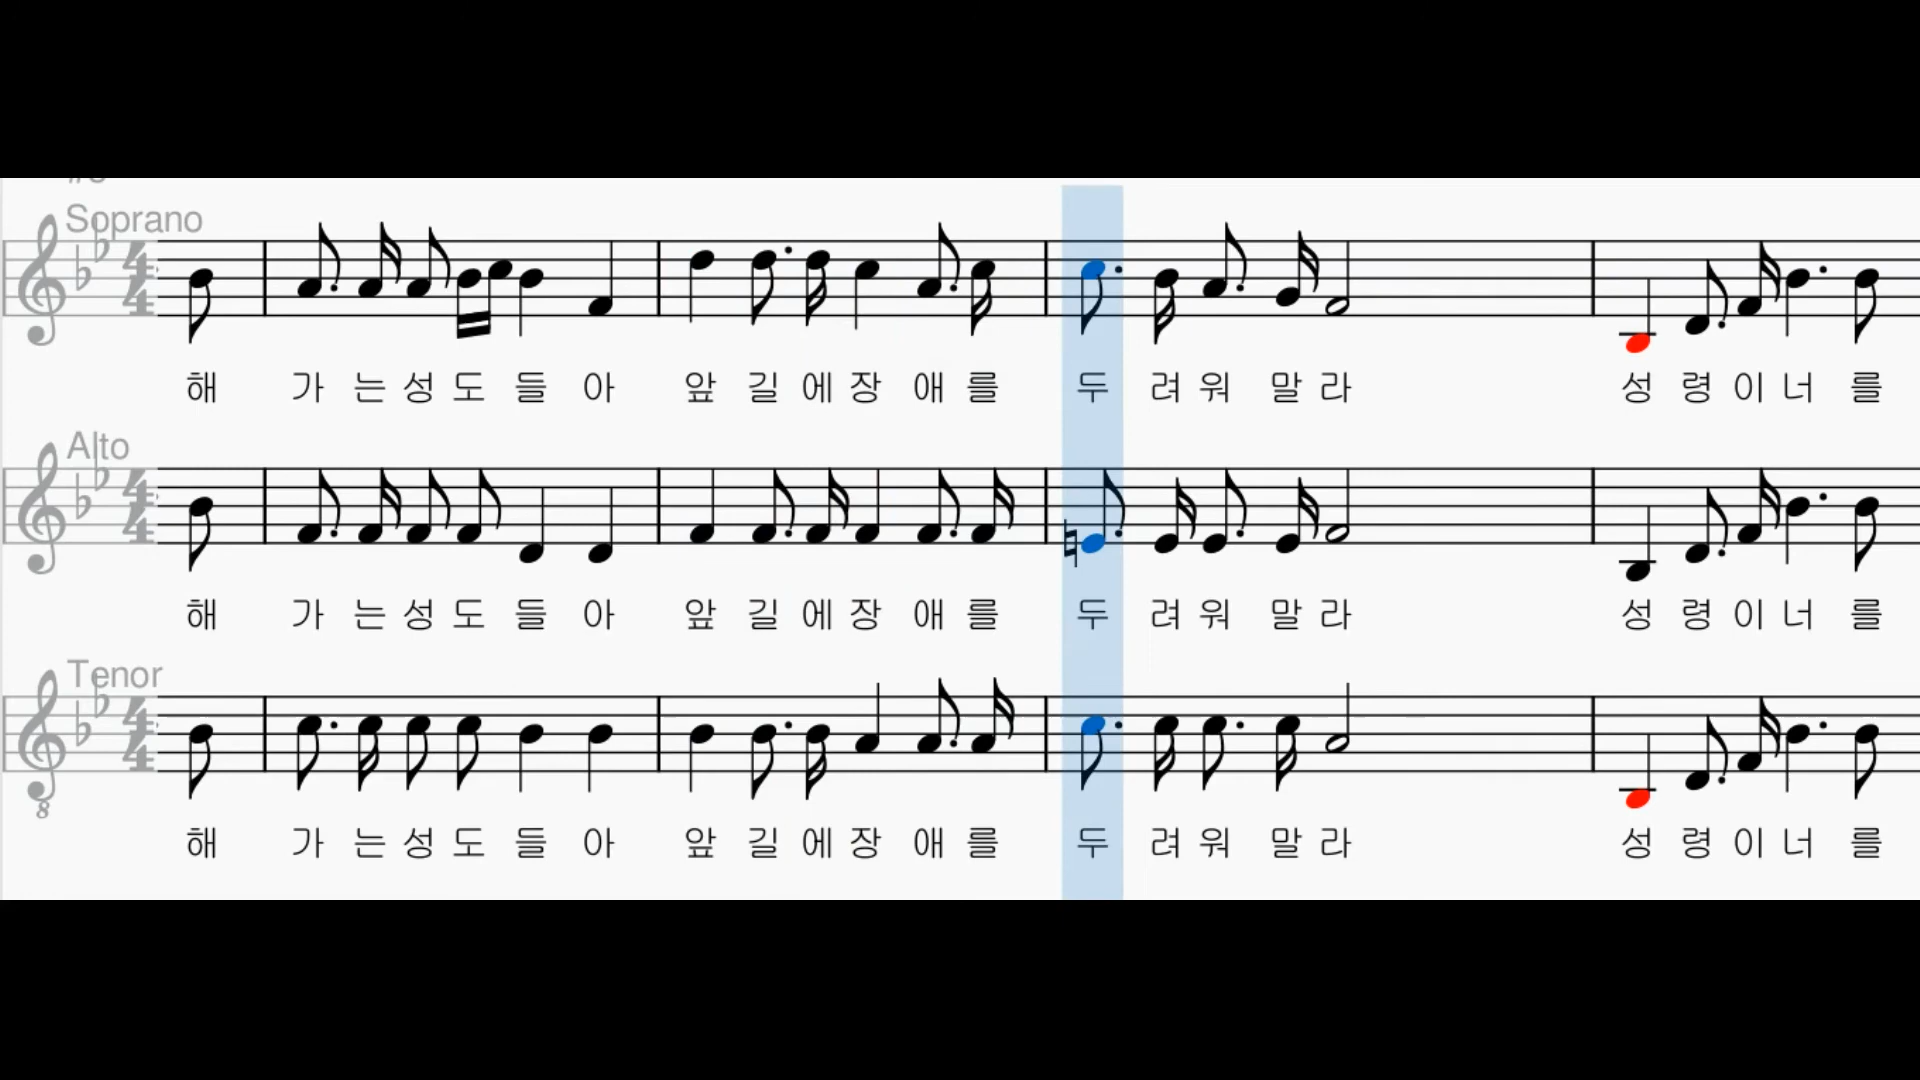 Soprano
해 가 는 성 도 들 아 앞 길 에 장 애 를 두 려 워 말 라 성 령 이 너 를
Alto
해 가 는 성 도 들 아 앞 길 에 장 애 를 두 려 워 말 라 성 령 이 너 를
Tenor
8
해 가 는 성 도 들 아 앞 길 에 장 애 를 두 려 워 말 라 성 령 이 너 를